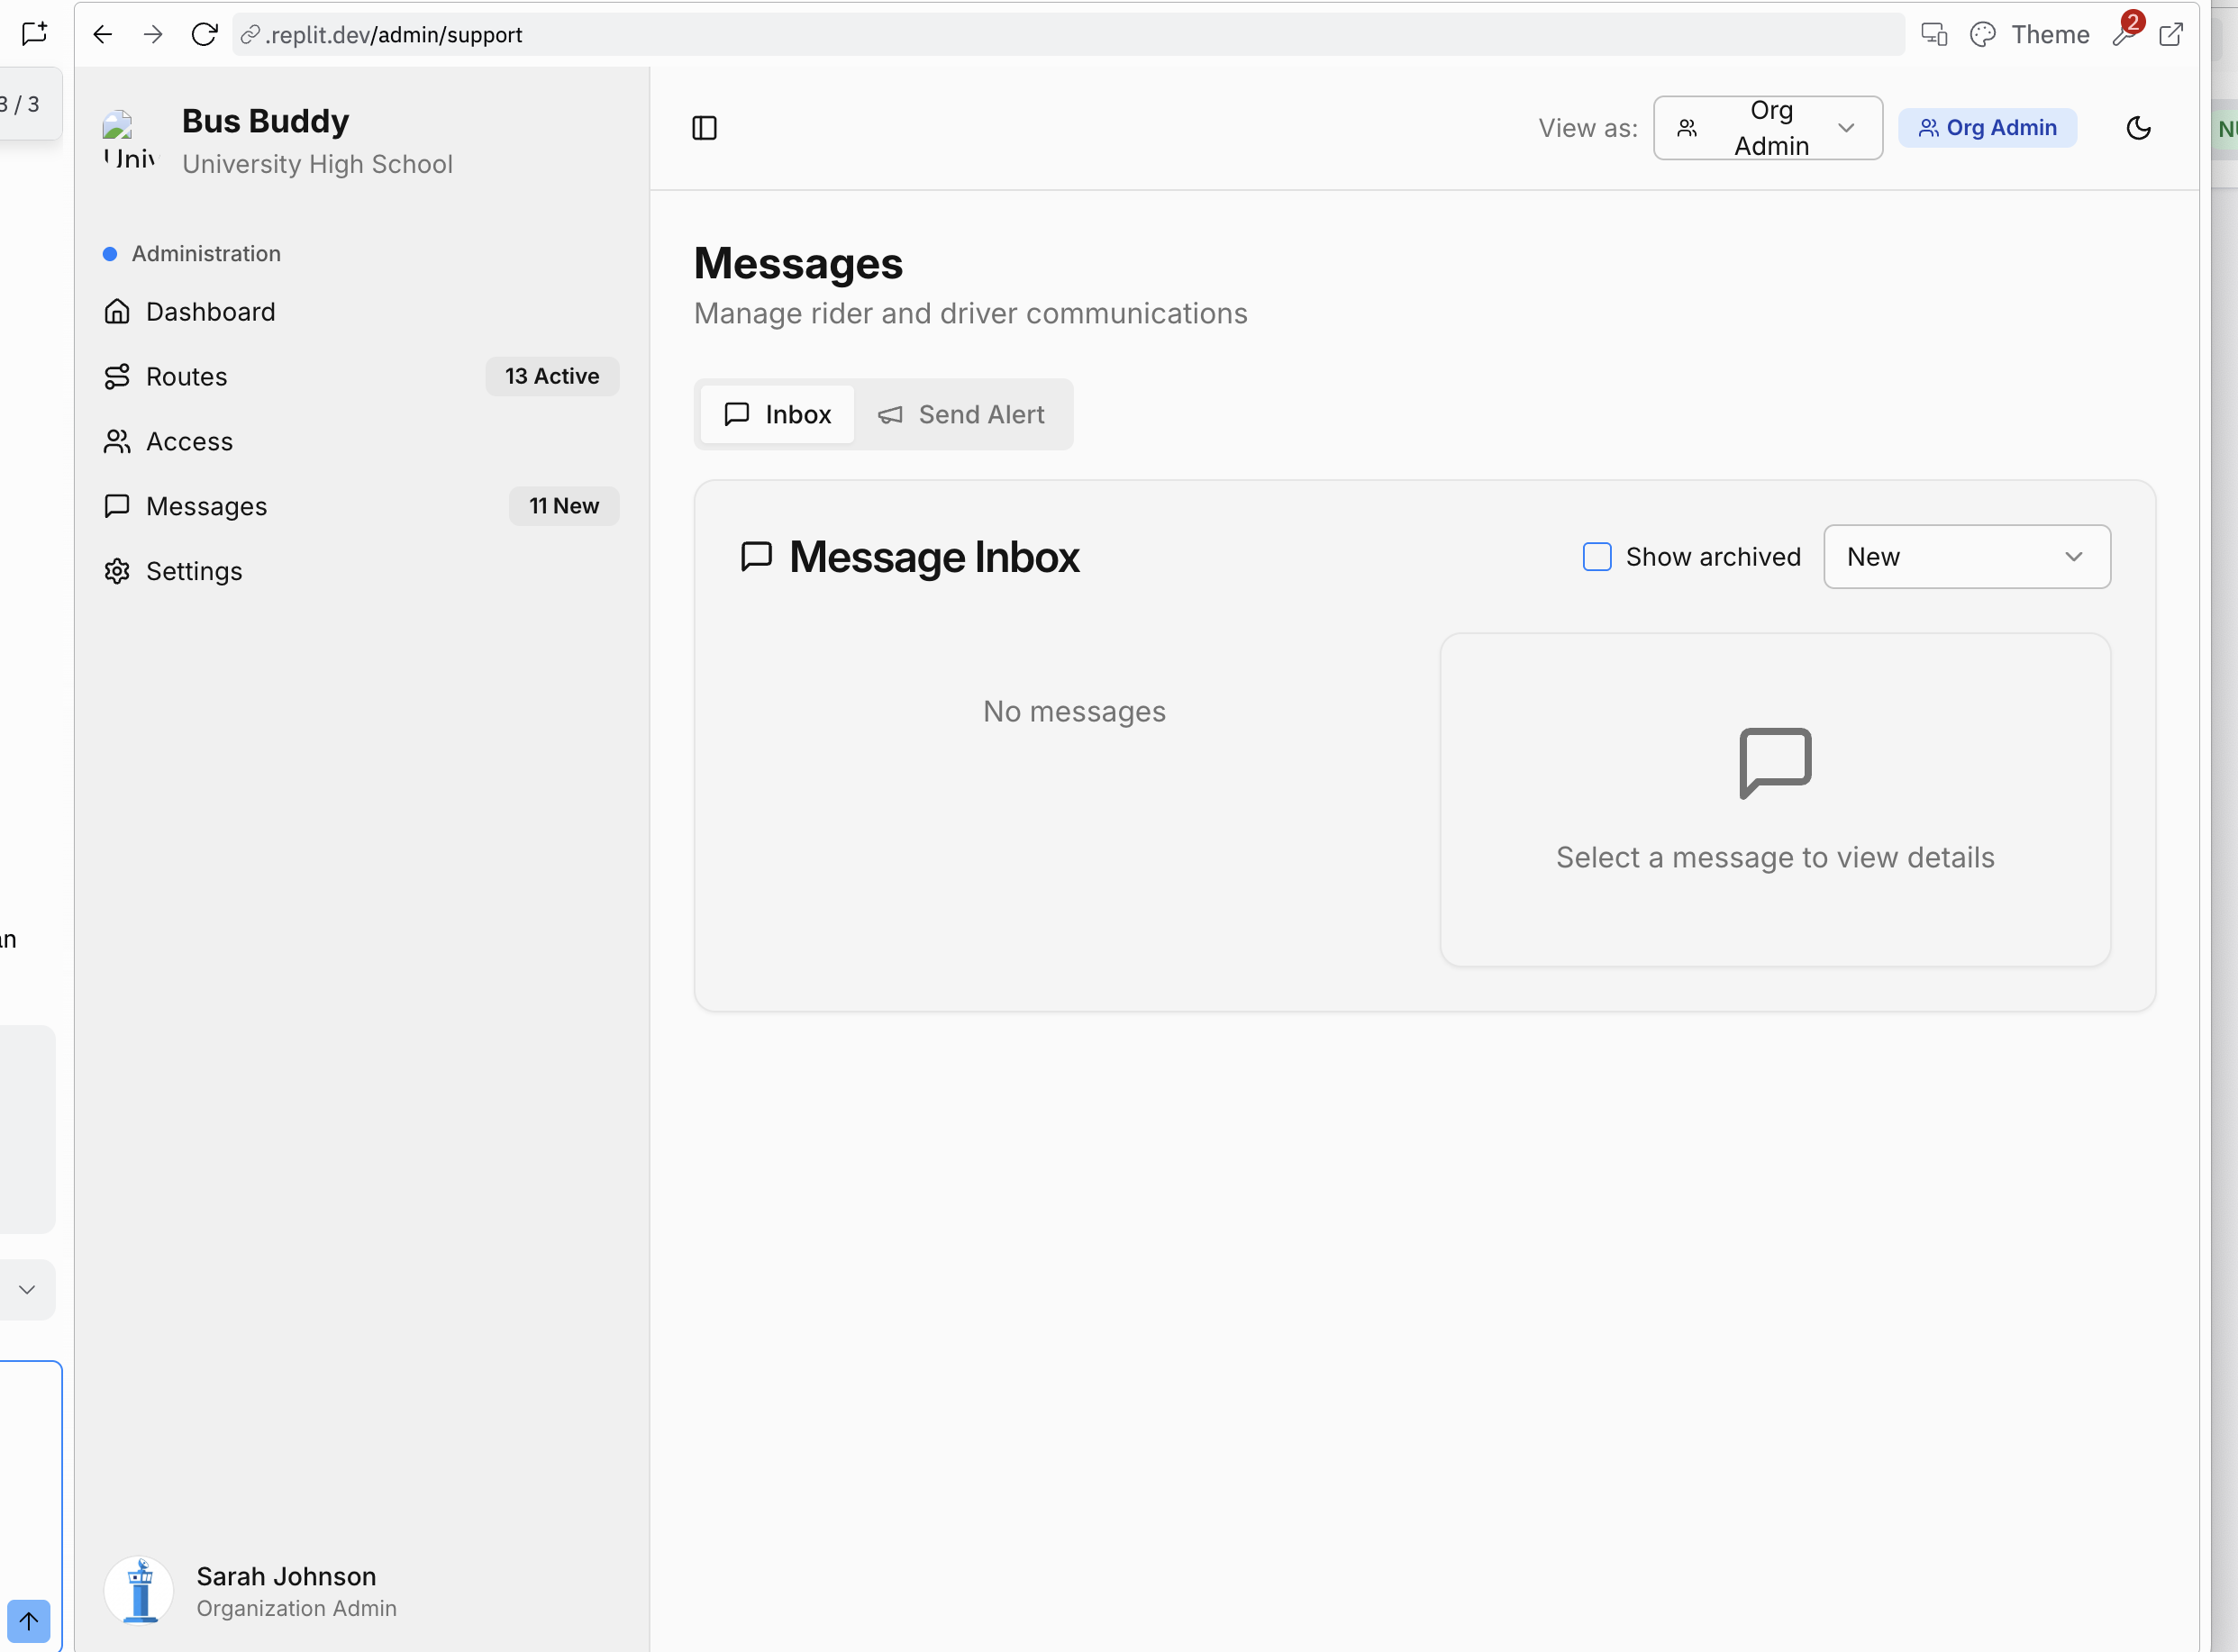 .replit.dev/admin/support
Theme
2
3 / 3
Bus Buddy
University High School
Univ
View as:
Org Admin
Org Admin
Administration
Dashboard
Routes
13 Active
Access
Messages
11 New
Settings
Messages
Manage rider and driver communications
Inbox
Send Alert
Message Inbox
Show archived
New
No messages
Select a message to view details
Sarah Johnson
Organization Admin